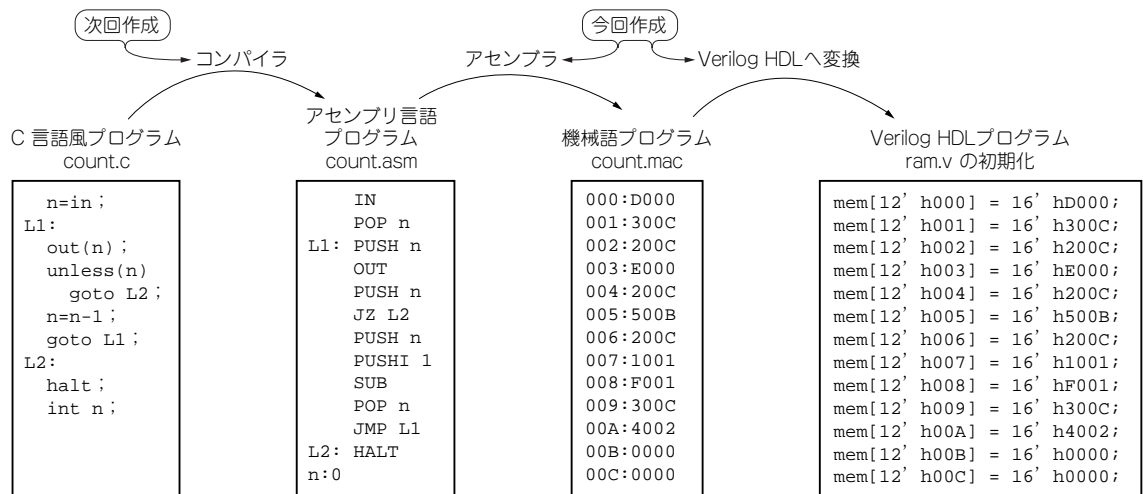 次回作成
今回作成
コンパイラ
アセンブラ
Verilog HDLへ変換
C 言語風プログラム
count.c
アセンブリ言語
プログラム
count.asm
機械語プログラム
count.mac
Verilog HDLプログラム
ram.v の初期化
n=in;
L1:
out(n);
unless(n)
goto L2;
n=n-1;
goto L1;
L2:
halt;
int n;
IN
POP n
L1: PUSH n
OUT
PUSH n
JZ L2
PUSH n
PUSHI 1
SUB
POP n
JMP L1
L2: HALT
n:0
000:D000
001:300C
002:200C
003:E000
004:200C
005:500B
006:200C
007:1001
008:F001
009:300C
00A:4002
00B:0000
00C:0000
mem[12' h000] = 16' hD000;
mem[12' h001] = 16' h300C;
mem[12' h002] = 16' h200C;
mem[12' h003] = 16' hE000;
mem[12' h004] = 16' h200C;
mem[12' h005] = 16' h500B;
mem[12' h006] = 16' h200C;
mem[12' h007] = 16' h1001;
mem[12' h008] = 16' hF001;
mem[12' h009] = 16' h300C;
mem[12' h00A] = 16' h4002;
mem[12' h00B] = 16' h0000;
mem[12' h00C] = 16' h0000;